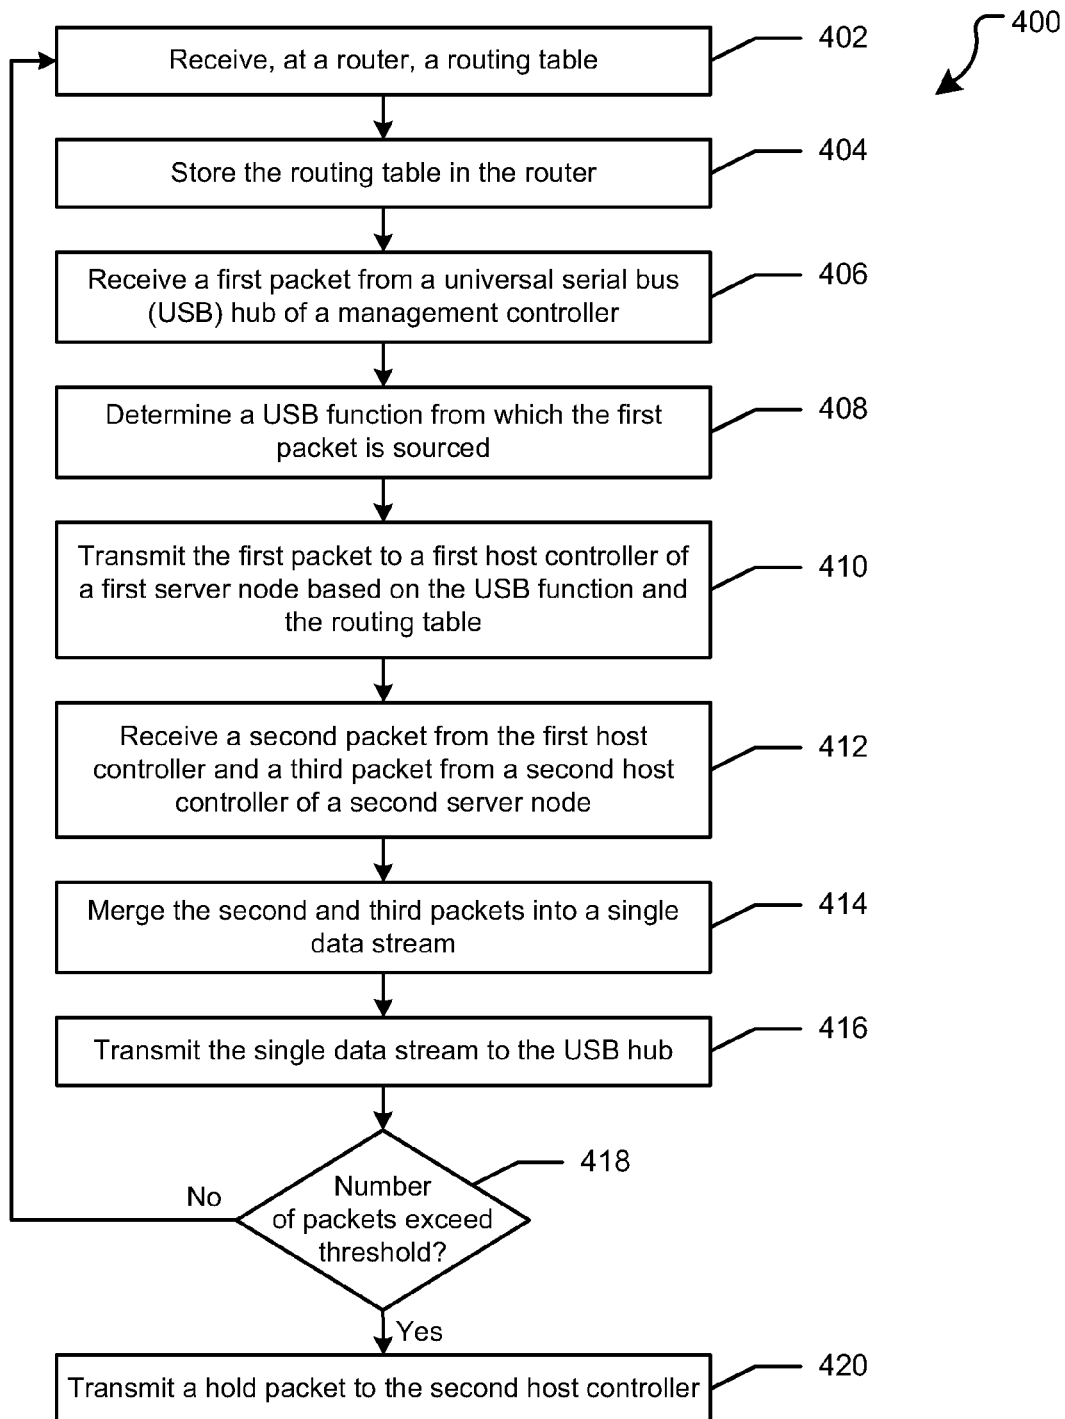 400
Receive, at a router, a routing table
402
Store the routing table in the router
404
Receive a first packet from a universal serial bus
(USB) hub of a management controller
406
Determine a USB function from which the first
packet is sourced
408
Transmit the first packet to a first host controller of
a first server node based on the USB function and
the routing table
410
Receive a second packet from the first host
controller and a third packet from a second host
controller of a second server node
412
Merge the second and third packets into a single
data stream
414
Transmit the single data stream to the USB hub
416
Number
of packets exceed
threshold?
418
No
Yes
Transmit a hold packet to the second host controller
420